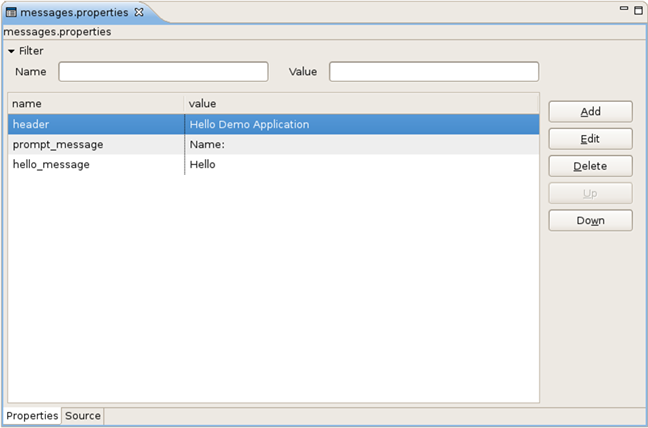 messages.properties
messages.properties
Filter
Name Value
name value
header Hello Demo Application
prompt_message Name:
hello_message Hello
Add
Edit
Delete
Up
Down
Properties Source